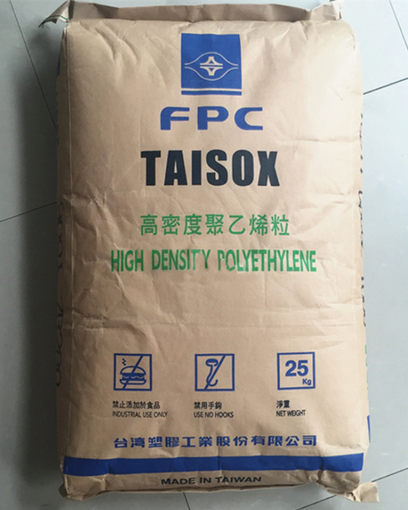 FPC
TAISOX
高密度聚乙烯粒
HIGH DENSITY POLYETHYLENE
25
Kg
禁止添加於食品
INDUSTRIAL USE ONLY
禁用手鈎
USE NO HOOKS
淨重
NET WEIGHT
台湾塑膠工業股份有限公司
MADE IN TAIWAN